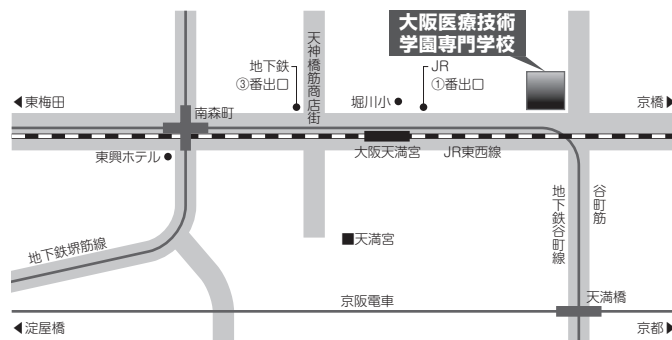 大阪医療技術
学園専門学校
天神橋筋商店街
地下鉄
③番出口
JR
①番出口
堀川小
◀東梅田
京橋▶
南森町
東興ホテル
大阪天満宮
JR東西線
地下鉄谷町線
谷町筋
天満宮
地下鉄堺筋線
京阪電車
天満橋
◀淀屋橋
京都▶